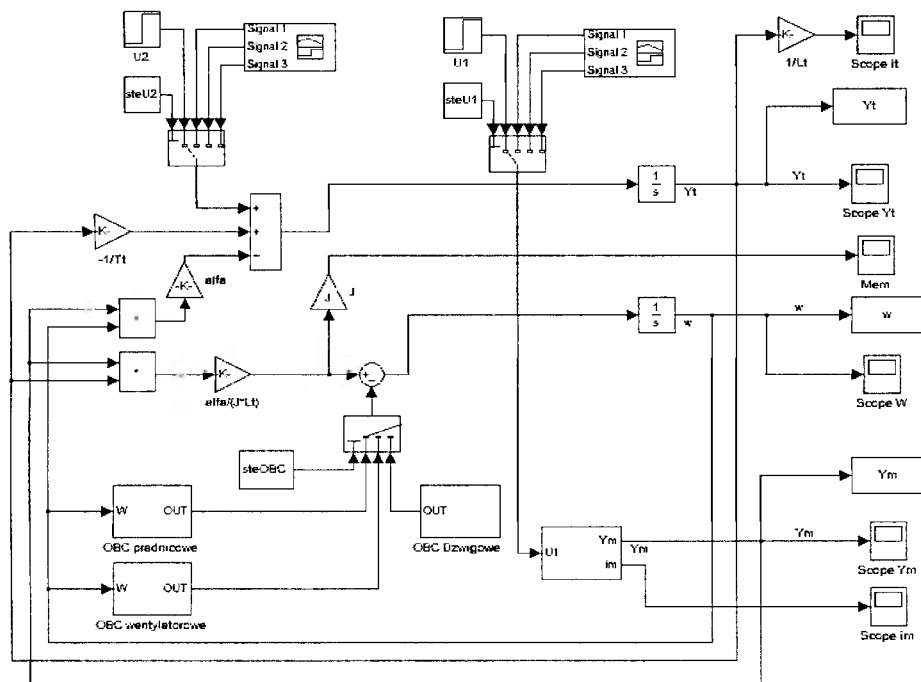 U2
Signal 1
Signal 2
Signal 3
steU2
U1
Signal 1
Signal 2
Signal 3
steU1
K-
1/Lt
Scope it
Yt
+
+
−
1
s
Yt
Yt
Scope Yt
K-
-1/Tt
-K-
alfa
J
J
Mem
K-
alfa/(J*Lt)
+
−
1
s
w
w
w
Scope W
steOBC
W
OUT
OBC pradnicowe
OUT
OBC Dzwigowe
W
OUT
OBC wentylatorowe
U1
Ym
im
Ym
Ym
Ym
Scope Ym
Scope im